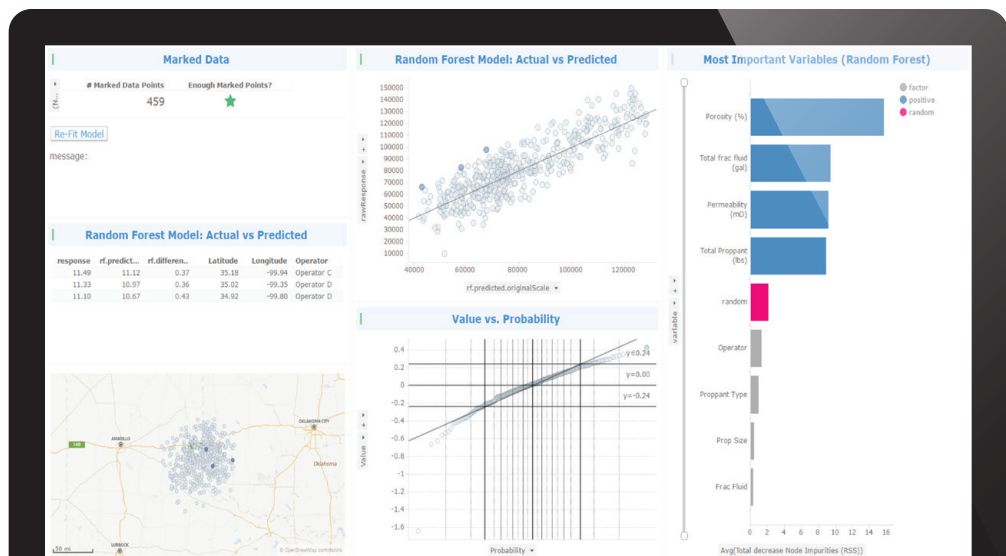 Marked Data
# Marked Data Points Enough Marked Points?
459
(N...
Re-Fit Model
message:
Random Forest Model: Actual vs Predicted
response rf.predict... rf.differen.. Latitude Longitude Operator
11.49 11.12 0.37 35.18 -99.94 Operator C
11.33 10.97 0.36 35.02 -99.35 Operator D
11.10 10.67 0.43 34.92 -99.80 Operator D
AMARILLO
OKLAHOMA CITY
Oklahoma
LUBBOCK
50 mi
© OpenStreetMap contributors
Random Forest Model: Actual vs Predicted
rawResponse
150000
140000
130000
120000
110000
100000
90000
80000
70000
60000
50000
40000
30000
20000
10000
40000 60000 80000 100000 120000
rf.predicted.originalScale
Value vs. Probability
Value
0.4
0.2
0
-0.2
-0.4
-0.6
-0.8
-1
-1.2
-1.4
-1.6
y=0.24
y=0.00
y=-0.24
Probability
Most Important Variables (Random Forest)
factor
positive
random
variable
Porosity (%)
Total frac fluid
(gal)
Permeability
(mD)
Total Proppant
(lbs)
random
Operator
Proppant Type
Prop Size
Frac Fluid
0 2 4 6 8 10 12 14 16
Avg(Total decrease Node Impurities (RSS))